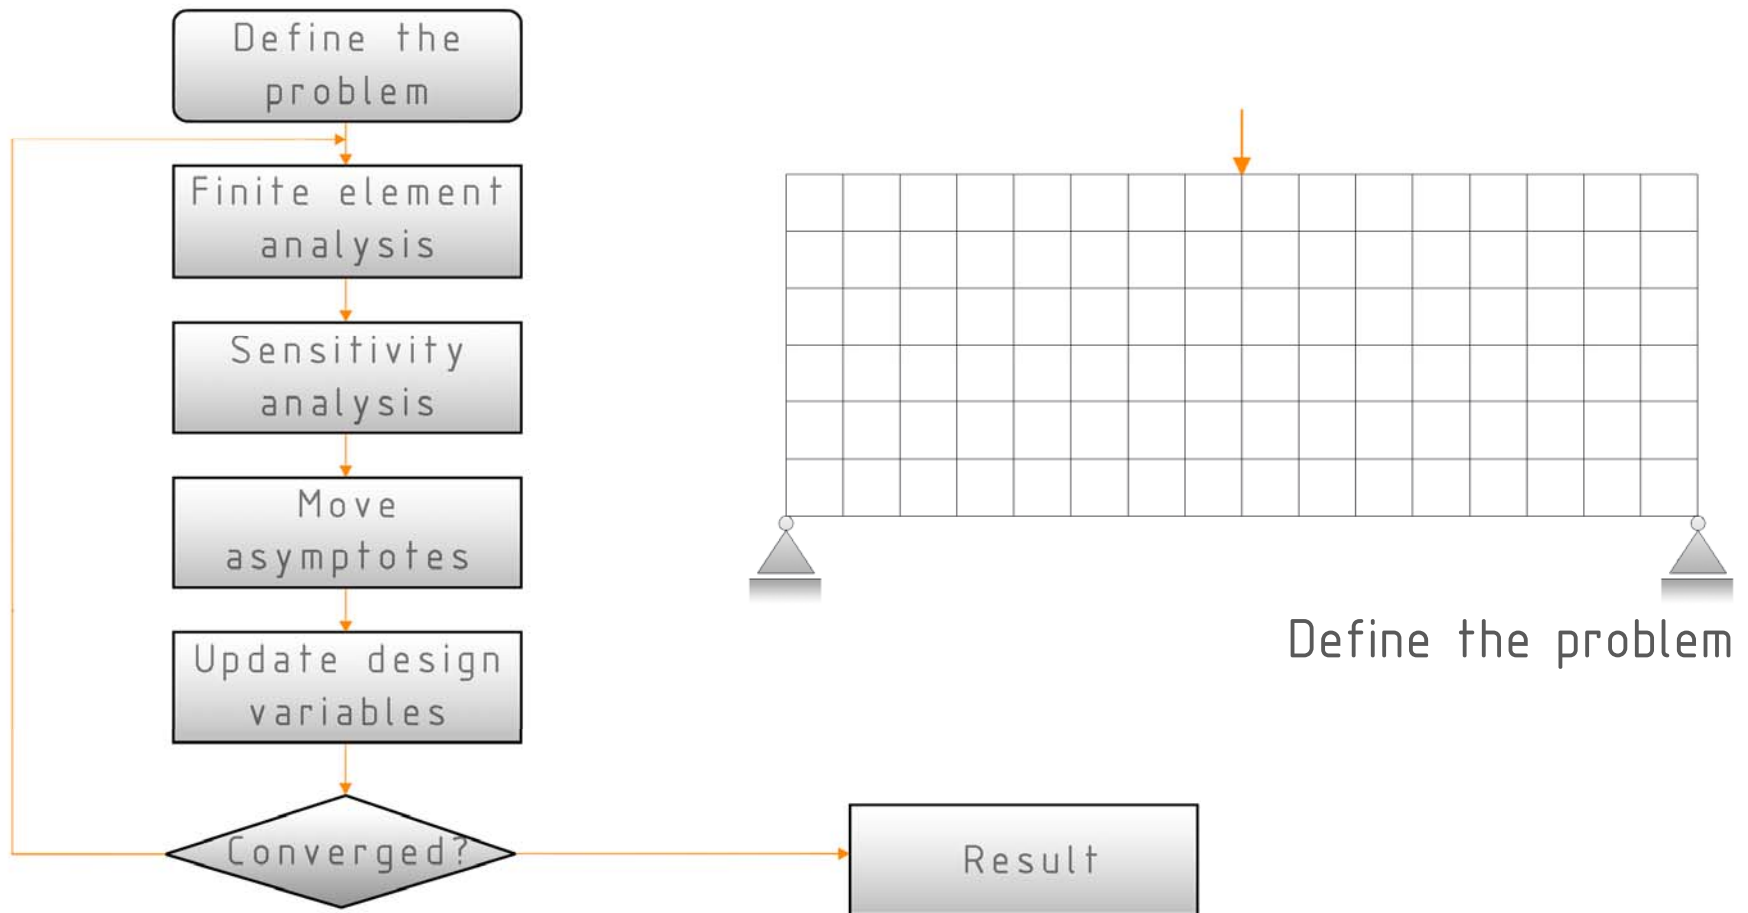 Define the
problem
Finite element
analysis
Sensitivity
analysis
Move
asymptotes
Update design
variables
Converged?
Result
Define the problem